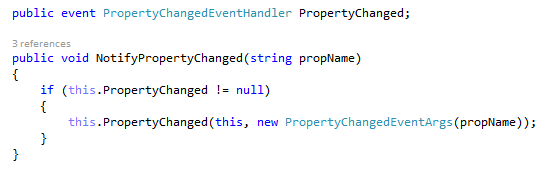 public event PropertyChangedEventHandler PropertyChanged;
3 references
public void NotifyPropertyChanged(string propName)
{
if (this.PropertyChanged != null)
{
this.PropertyChanged(this, new PropertyChangedEventArgs(propName));
}
}